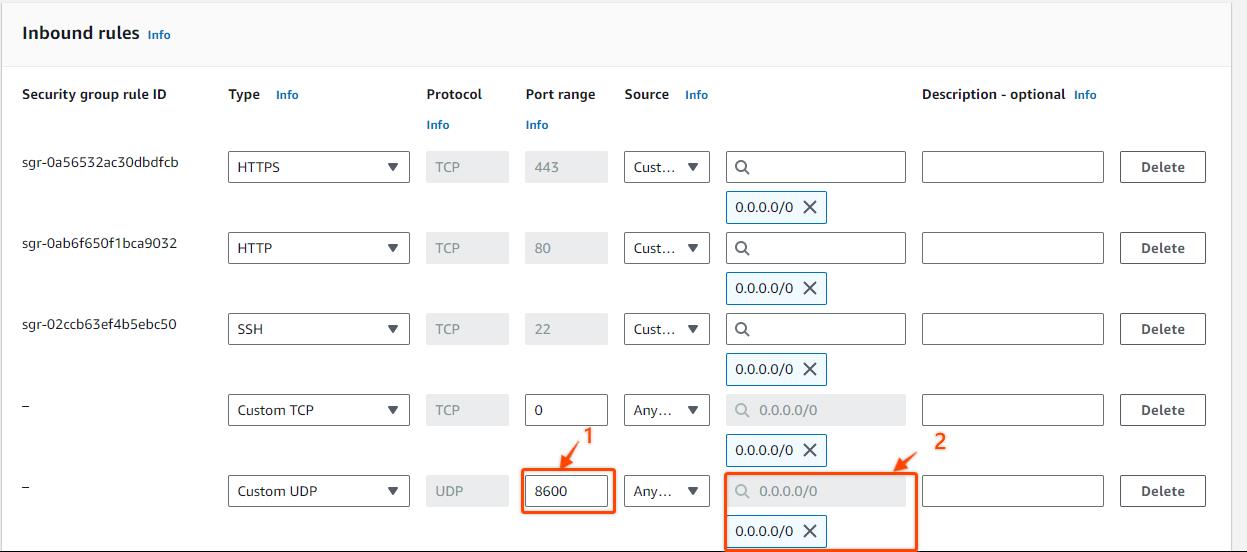 Inbound rules Info
Security group rule ID Type Info Protocol Info Port range Info Source Info Description - optional Info
sgr-0a56532ac30dbdfcb HTTPS TCP 443 Cust... Delete
0.0.0.0/0
sgr-0ab6f650f1bca9032 HTTP TCP 80 Cust... Delete
0.0.0.0/0
sgr-02ccb63ef4b5ebc50 SSH TCP 22 Cust... Delete
0.0.0.0/0
– Custom TCP TCP 0 Any... 0.0.0.0/0 Delete
1
0.0.0.0/0
2
– Custom UDP UDP 8600 Any... 0.0.0.0/0 Delete
0.0.0.0/0